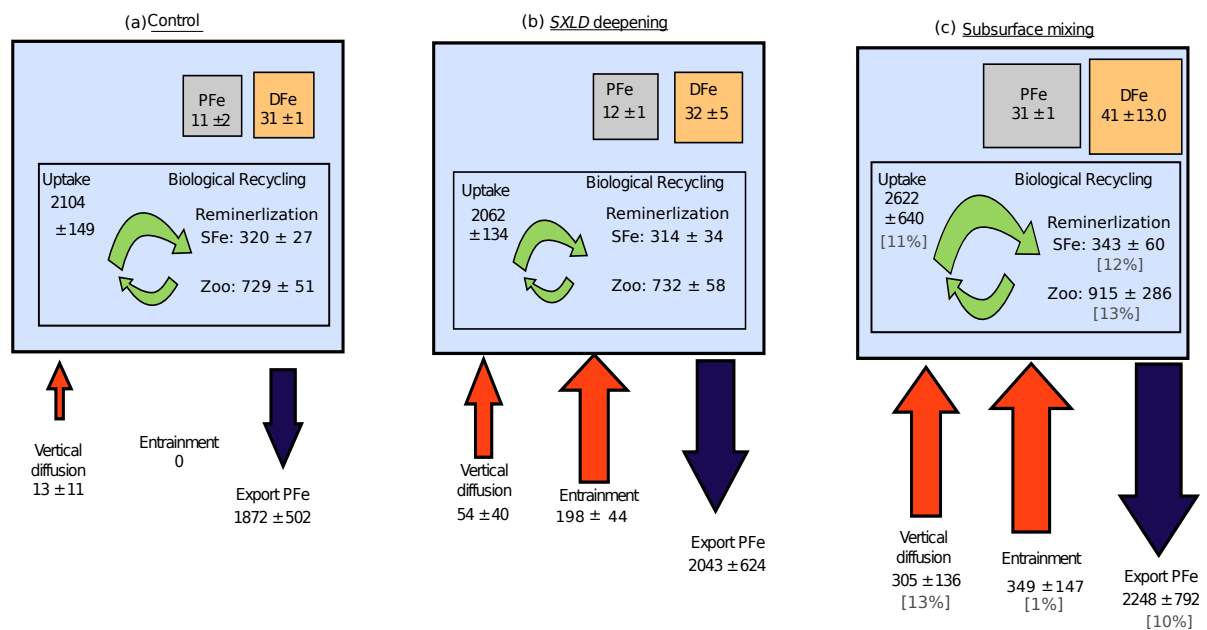 (a) Control
PFe
11 ±2
DFe
31 ± 1
Uptake
2104
± 149
Biological Recycling
Reminerlization
SFe: 320 ± 27
Zoo: 729 ± 51
Vertical
diffusion
13 ± 11
Entrainment
0
Export PFe
1872 ± 502
(b) SXLD deepening
PFe
12 ± 1
DFe
32 ± 5
Uptake
2062
± 134
Biological Recycling
Reminerlization
SFe: 314 ± 34
Zoo: 732 ± 58
Vertical
diffusion
54 ± 40
Entrainment
198 ± 44
Export PFe
2043 ± 624
(c) Subsurface mixing
PFe
31 ± 1
DFe
41 ± 13.0
Uptake
2622
± 640
[11%]
Biological Recycling
Reminerlization
SFe: 343 ± 60
[12%]
Zoo: 915 ± 286
[13%]
Vertical
diffusion
305 ± 136
[13%]
Entrainment
349 ± 147
[1%]
Export PFe
2248 ± 792
[10%]